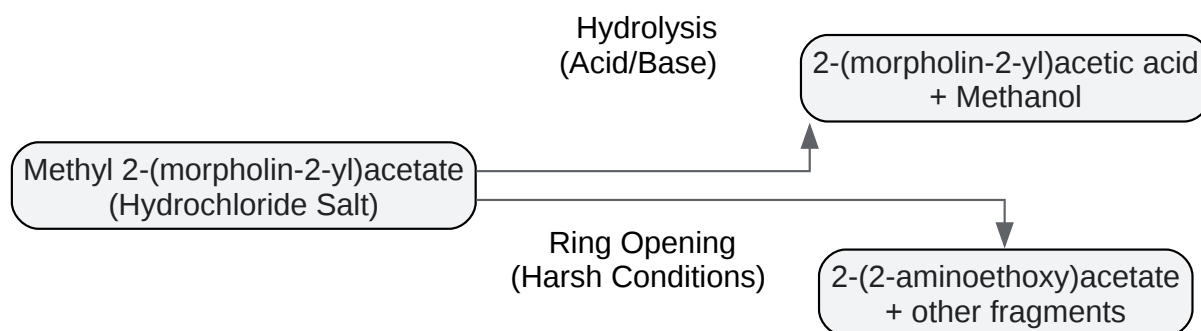 Hydrolysis
(Acid/Base)
2-(morpholin-2-yl)acetic acid
+ Methanol
Methyl 2-(morpholin-2-yl)acetate
(Hydrochloride Salt)
Ring Opening
(Harsh Conditions)
2-(2-aminoethoxy)acetate
+ other fragments